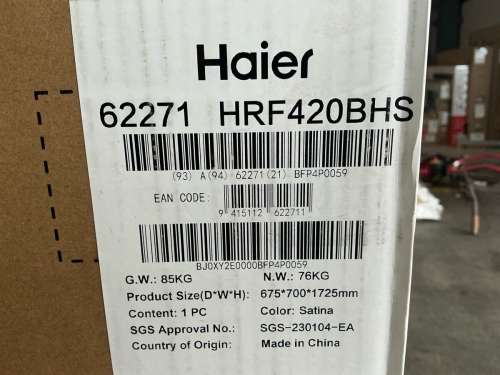 Haier
62271 HRF420BHS
(93) A(94) 62271(21) BFP4P0059
EAN CODE:
9 415112 622711
BJ0XY2E0000BFP4P0059
G.W.: 85KG N.W.: 76KG
Product Size(D*W*H): 675*700*1725mm
Content: 1 PC Color: Satina
SGS Approval No.: SGS-230104-EA
Country of Origin: Made in China